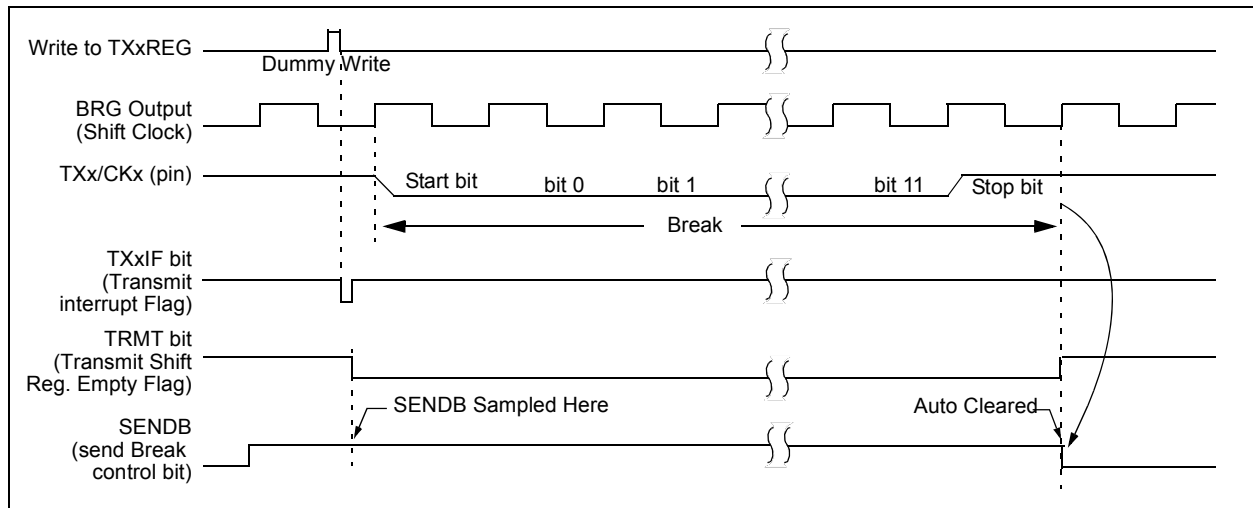 Write to TXxREG
Dummy Write
BRG Output
(Shift Clock)
TXx/CKx (pin)
Start bit
bit 0
bit 1
bit 11
Stop bit
Break
TXxIF bit
(Transmit
interrupt Flag)
TRMT bit
(Transmit Shift
Reg. Empty Flag)
SENDB Sampled Here
Auto Cleared
SENDB
(send Break
control bit)